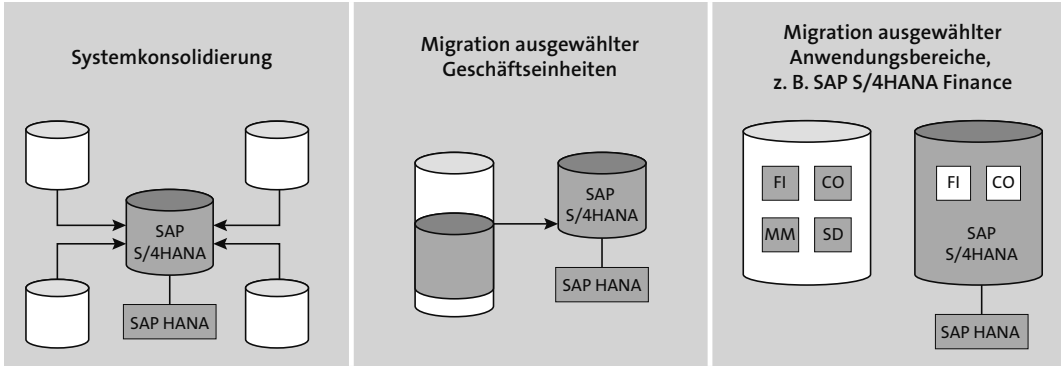 Systemkonsolidierung
SAP
S/4HANA
SAP HANA
Migration ausgewählter
Geschäftseinheiten
SAP
S/4HANA
SAP HANA
Migration ausgewählter
Anwendungsbereiche,
z. B. SAP S/4HANA Finance
FI CO
MM SD
FI CO
SAP
S/4HANA
SAP HANA